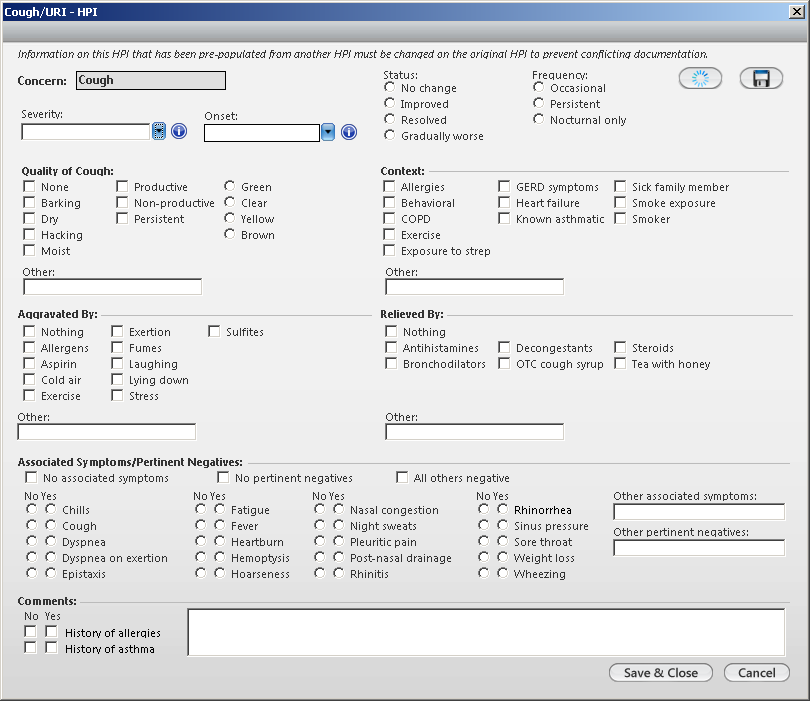 Cough/URI - HPI
Information on this HPI that has been pre-populated from another HPI must be changed on the original HPI to prevent conflicting documentation.
Concern: Cough
Status:
No change
Improved
Resolved
Gradually worse
Frequency:
Occasional
Persistent
Nocturnal only
Severity:
Onset:
Quality of Cough:
None Productive Green
Barking Non-productive Clear
Dry Persistent Yellow
Hacking Brown
Moist
Other:
Context:
Allergies GERD symptoms Sick family member
Behavioral Heart failure Smoke exposure
COPD Known asthmatic Smoker
Exercise
Exposure to strep
Other:
Aggravated By:
Nothing Exertion Sulfites
Allergens Fumes
Aspirin Laughing
Cold air Lying down
Exercise Stress
Other:
Relieved By:
Nothing
Antihistamines Decongestants Steroids
Bronchodilators OTC cough syrup Tea with honey
Other:
Associated Symptoms/Pertinent Negatives:
No associated symptoms No pertinent negatives All others negative
No Yes No Yes No Yes No Yes
Chills Fatigue Nasal congestion Rhinorrhea
Cough Fever Night sweats Sinus pressure
Dyspnea Heartburn Pleuritic pain Sore throat
Dyspnea on exertion Hemoptysis Post-nasal drainage Weight loss
Epistaxis Hoarseness Rhinitis Wheezing
Other associated symptoms:
Other pertinent negatives:
Comments:
No Yes
History of allergies
History of asthma
Save & Close Cancel